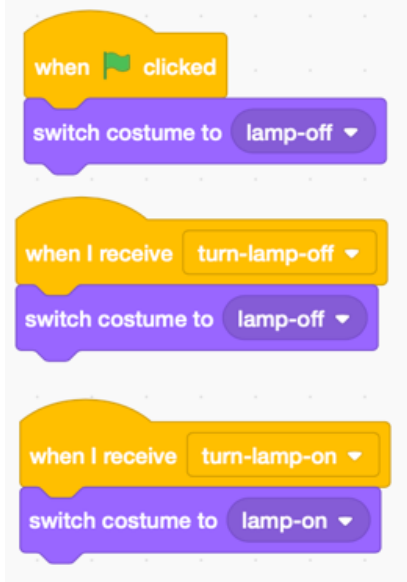 when clicked
switch costume to lamp-off
when I receive turn-lamp-off
switch costume to lamp-off
when I receive turn-lamp-on
switch costume to lamp-on